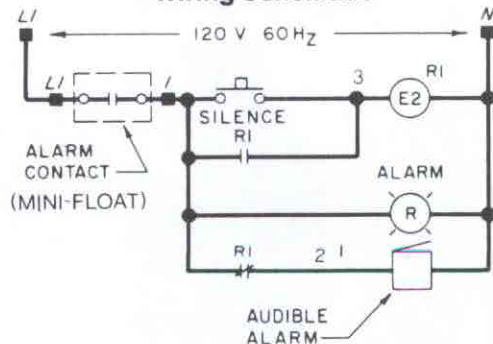 L1 N
120 V 60 HZ
L1 1 3 R1
E2
SILENCE
R1
ALARM
CONTACT
(MINI-FLOAT)
ALARM
R
R1 2 1
AUDIBLE
ALARM